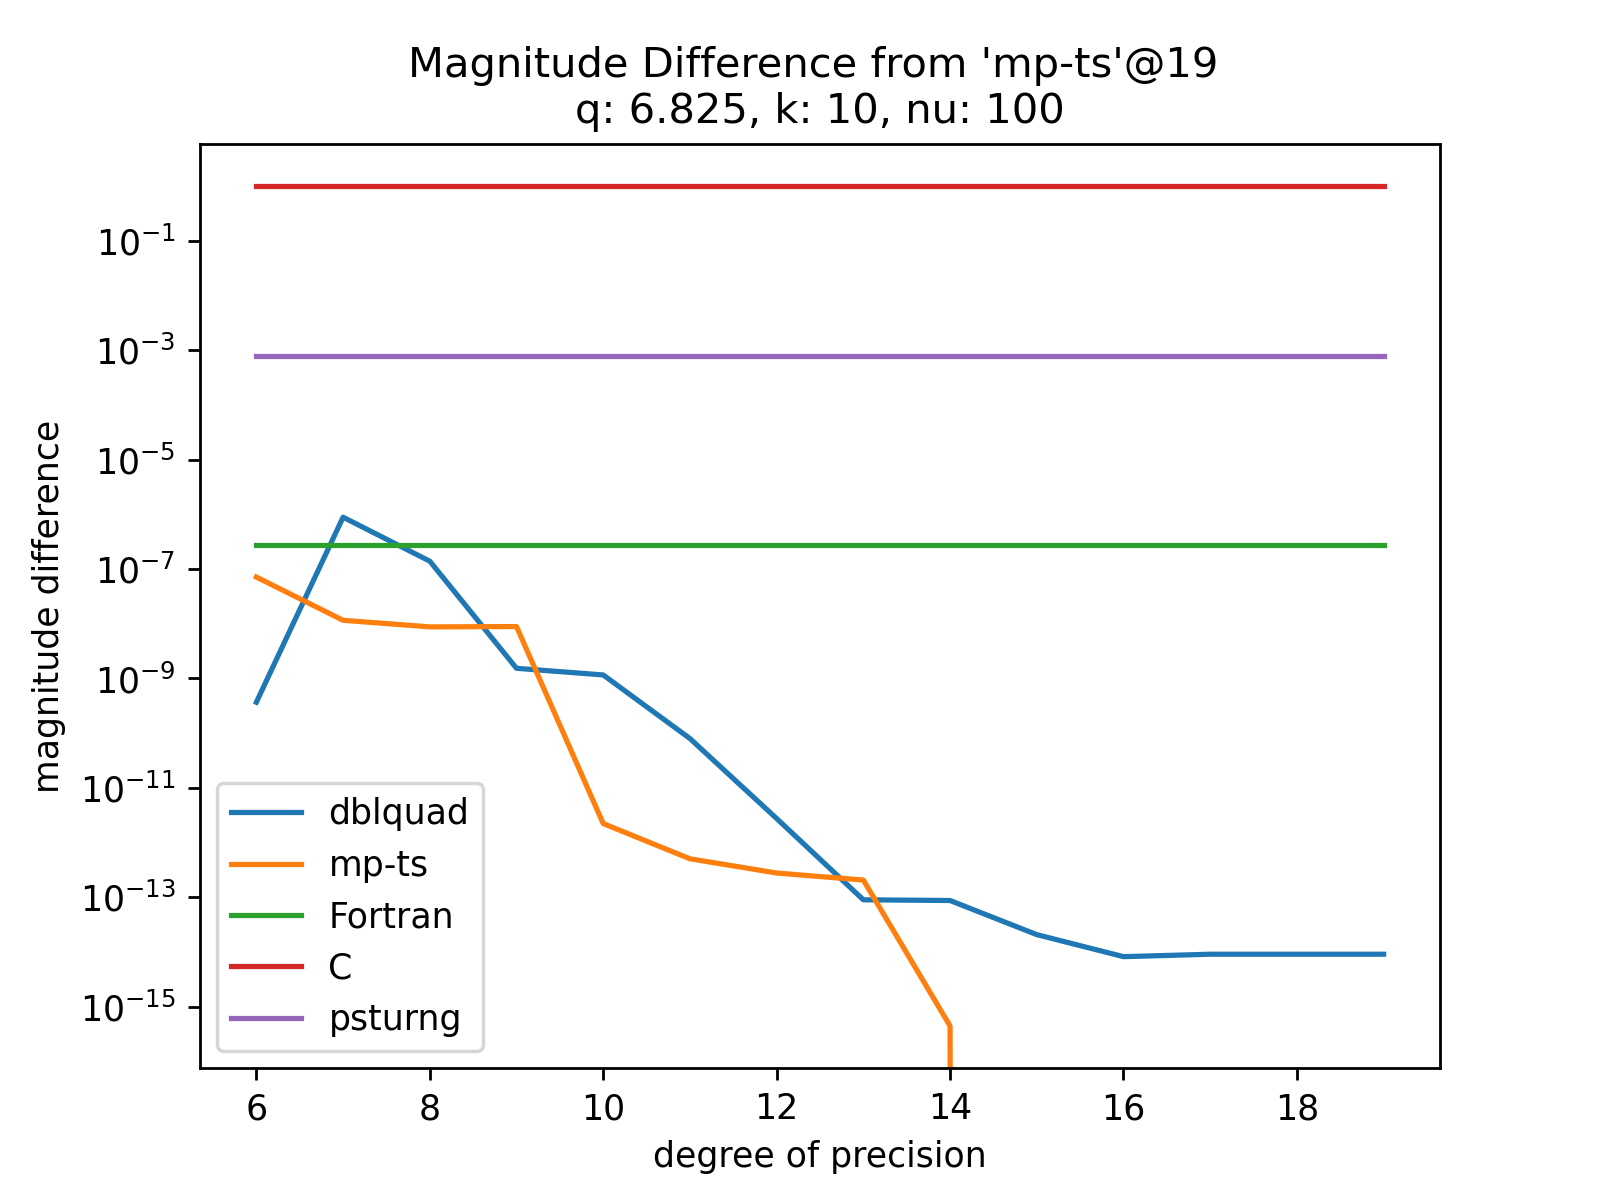 Magnitude Difference from 'mp-ts'@19
q: 6.825, k: 10, nu: 100
magnitude difference
10⁻¹
10⁻³
10⁻⁵
10⁻⁷
10⁻⁹
10⁻¹¹
10⁻¹³
10⁻¹⁵
dblquad
mp-ts
Fortran
C
psturng
6 8 10 12 14 16 18
degree of precision